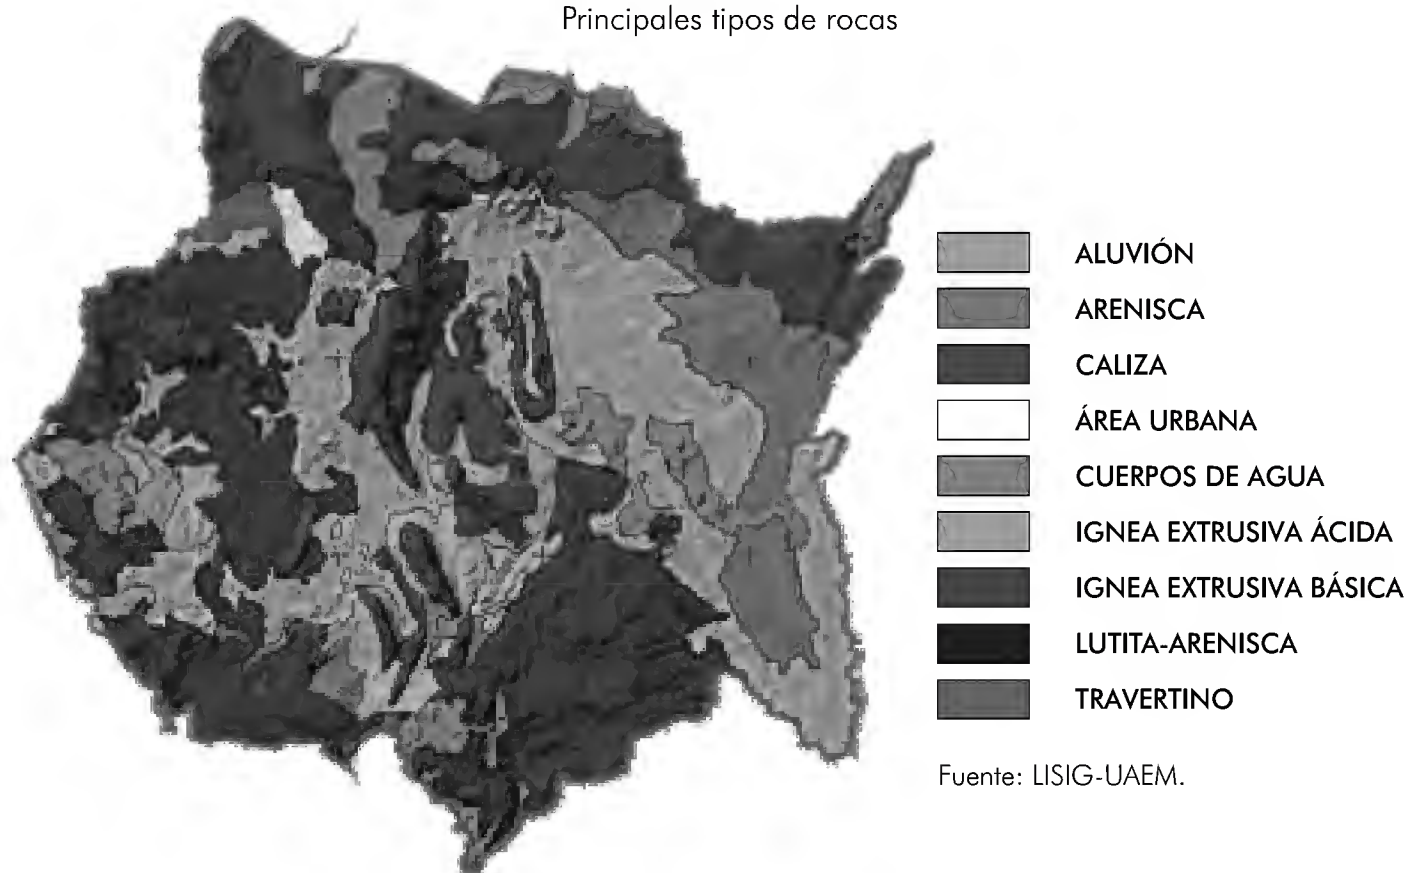 Principales tipos de rocas
ALUVIÓN
ARENISCA
CALIZA
ÁREA URBANA
CUERPOS DE AGUA
IGNEA EXTRUSIVA ÁCIDA
IGNEA EXTRUSIVA BÁSICA
LUTITA-ARENISCA
TRAVERTINO
Fuente: LISIG-UAEM.